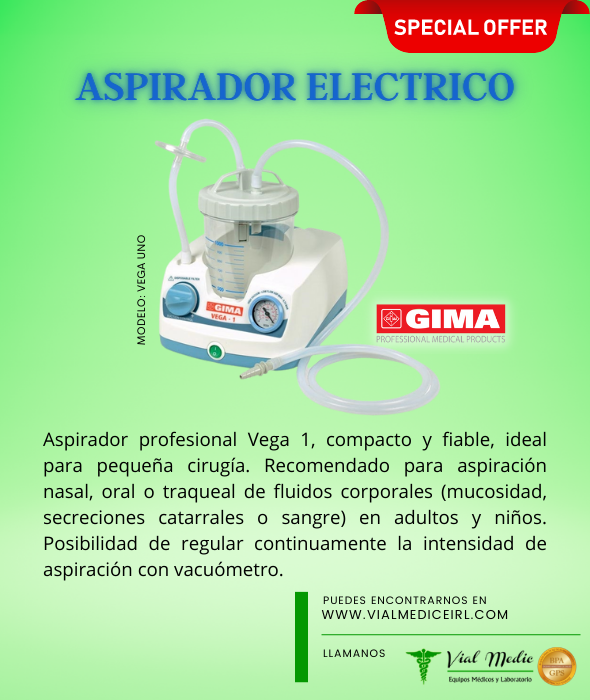 SPECIAL OFFER
ASPIRADOR ELECTRICO
MODELO: VEGA UNO
GIMA
VEGA - 1
GIMA
PROFESSIONAL MEDICAL PRODUCTS
Aspirador profesional Vega 1, compacto y fiable, ideal
para pequeña cirugía. Recomendado para aspiración
nasal, oral o traqueal de fluidos corporales (mucosidad,
secreciones catarrales o sangre) en adultos y niños.
Posibilidad de regular continuamente la intensidad de
aspiración con vacuómetro.
PUEDES ENCONTRARNOS EN
WWW.VIALMEDICEIRL.COM
LLAMANOS
Vial Medic
Equipos Médicos y Laboratorio
BPA
GPS